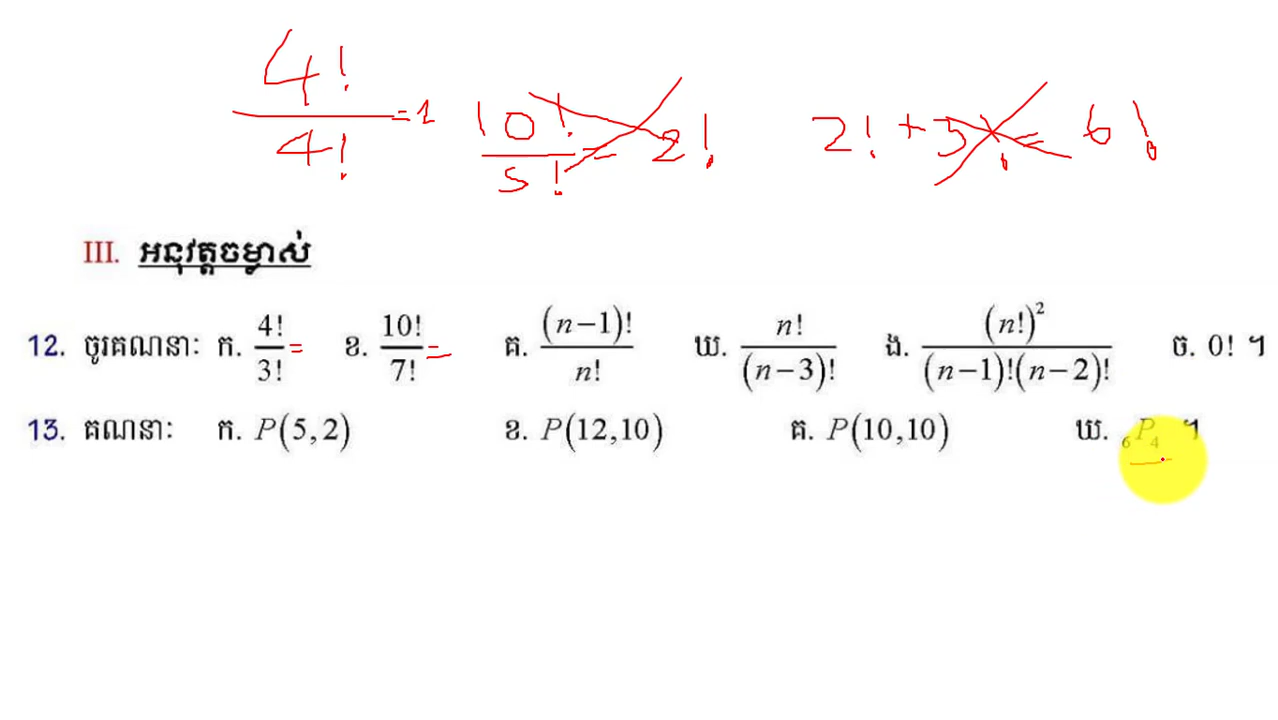 4!/4! = 1 10!/5! = 2! 2! + 3! = 6!
III. អនុវត្តចម្លាស់
12. ចូរគណនា: ក. 4!/3! = ខ. 10!/7! = គ. (n−1)!/n! ឃ. n!/(n−3)! ង. (n!)²/(n−1)!(n−2)! ច. 0! ។
13. គណនា: ក. P(5,2) ខ. P(12,10) គ. P(10,10) ឃ. ₆P₄ ។